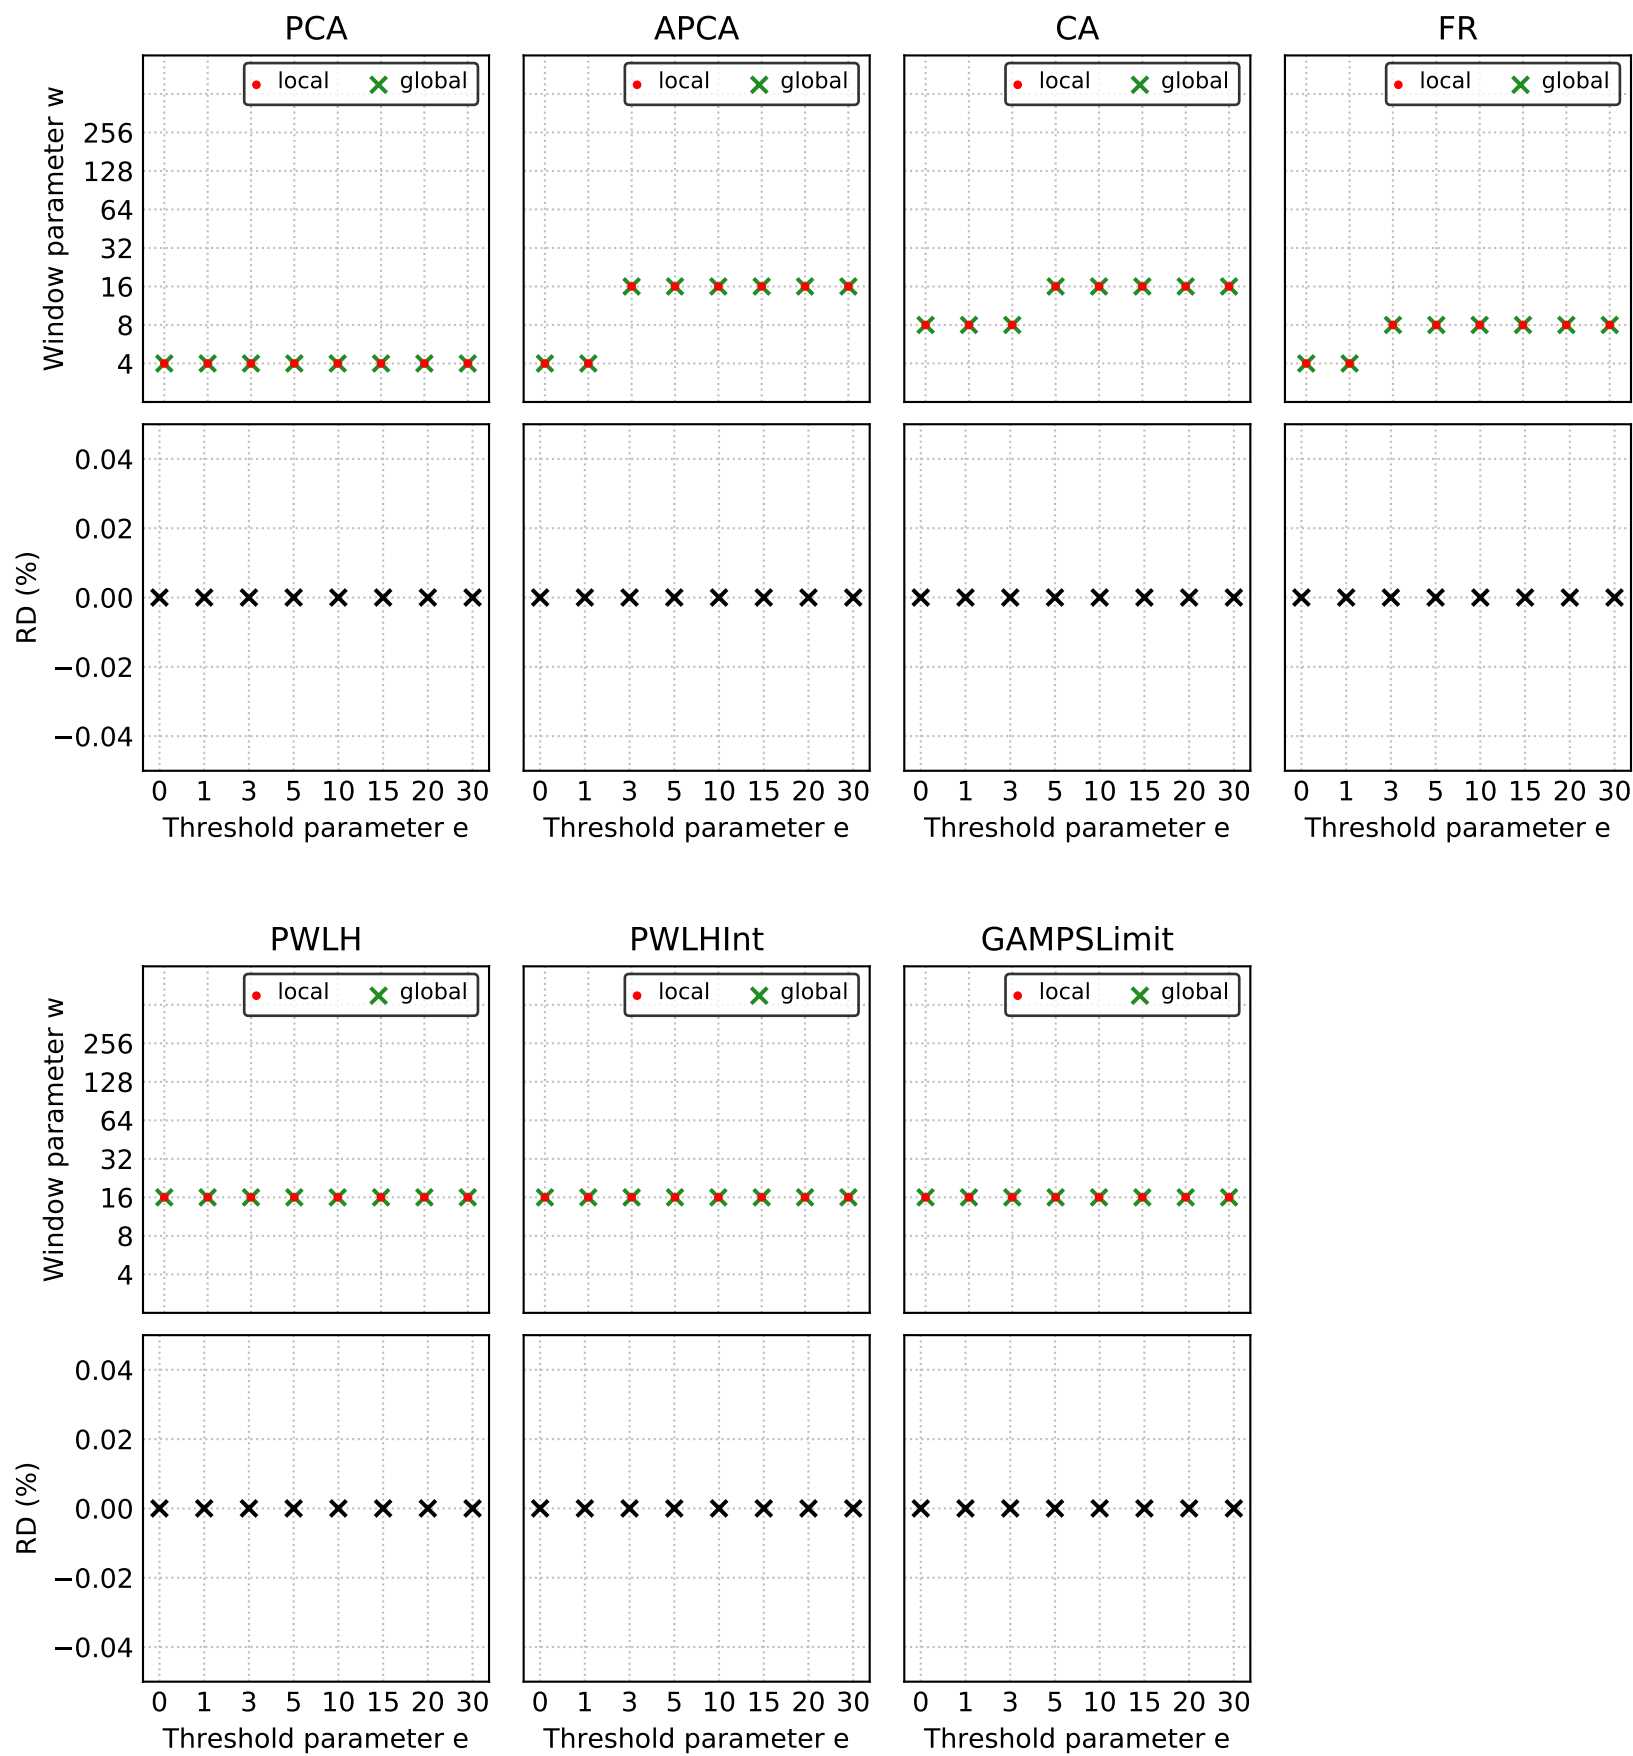 PCA APCA CA FR
local global local global local global local global
Window parameter w
256
128
64
32
16
8
4
RD (%)
0.04
0.02
0.00
−0.02
−0.04
0 1 3 5 10 15 20 30 0 1 3 5 10 15 20 30 0 1 3 5 10 15 20 30 0 1 3 5 10 15 20 30
Threshold parameter e Threshold parameter e Threshold parameter e Threshold parameter e
PWLH PWLHInt GAMPSLimit
local global local global local global
Window parameter w
256
128
64
32
16
8
4
RD (%)
0.04
0.02
0.00
−0.02
−0.04
0 1 3 5 10 15 20 30 0 1 3 5 10 15 20 30 0 1 3 5 10 15 20 30
Threshold parameter e Threshold parameter e Threshold parameter e